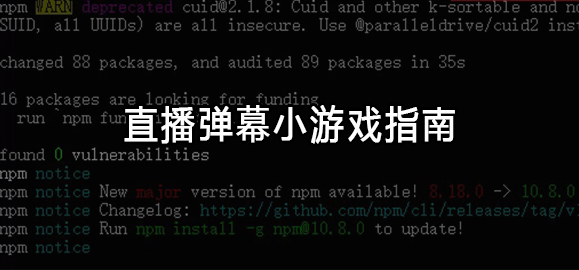 npm WARN deprecated cuid@2.1.8: Cuid and other k-sortable and no
SUID, all UUIDs) are all insecure. Use @paralleldrive/cuid2 inst
changed 88 packages, and audited 89 packages in 35s
16 packages are looking for funding
run `npm fun
直播弹幕小游戏指南
found 0 vulnerabilities
npm notice
npm notice New major version of npm available! 8.18.0 -> 10.8.0
npm notice Changelog: https://github.com/npm/cli/releases/tag/v
npm notice Run npm install -g npm@10.8.0 to update!
npm notice